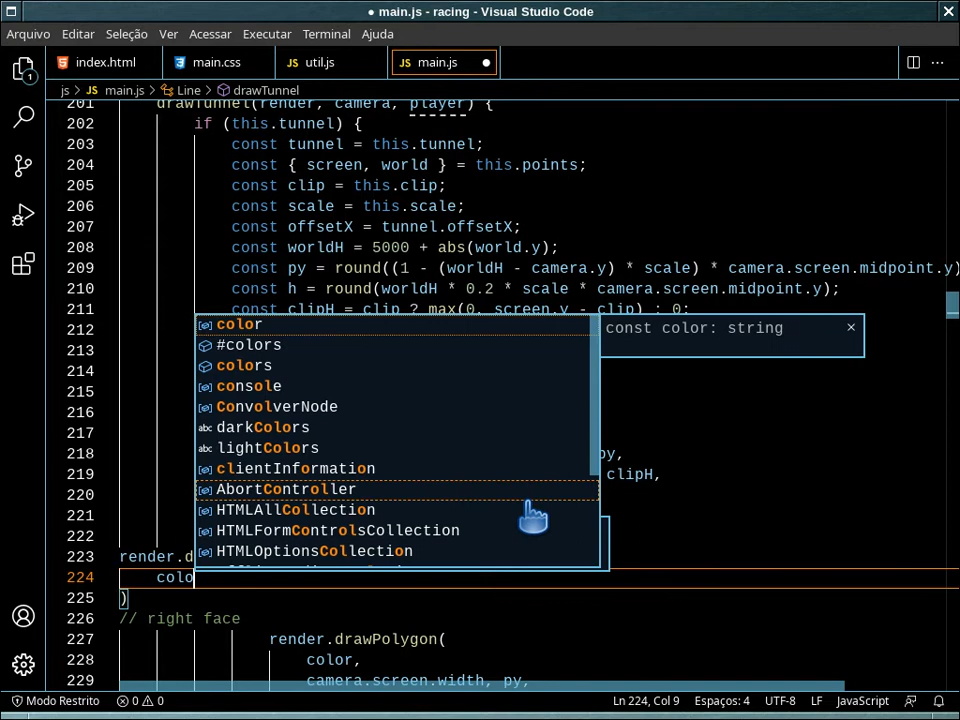 ● main.js - racing - Visual Studio Code
Arquivo Editar Seleção Ver Acessar Executar Terminal Ajuda
index.html main.css JS util.js JS main.js ●
js > JS main.js > Line > drawTunnel
201 drawTunnel(render, camera, player) {
202 if (this.tunnel) {
203 const tunnel = this.tunnel;
204 const { screen, world } = this.points;
205 const clip = this.clip;
206 const scale = this.scale;
207 const offsetX = tunnel.offsetX;
208 const worldH = 5000 + abs(world.y);
209 const py = round((1 - (worldH - camera.y) * scale) * camera.screen.midpoint.y)
210 const h = round(worldH * 0.2 * scale * camera.screen.midpoint.y);
211 const clipH = clip ? max(0, screen.y - clip) : 0;
212
213
214
215
216
217
218 py,
219 clipH,
220
221
222
223 render.d
224 colo
225 )
226 // right face
227 render.drawPolygon(
228 color,
229 camera.screen.width, py,
color
#colors
colors
console
ConvolverNode
abc darkColors
abc lightColors
clientInformation
AbortController
HTMLAllCollection
HTMLFormControlsCollection
HTMLOptionsCollection
const color: string ×
1
Modo Restrito 0 0 Ln 224, Col 9 Espaços: 4 UTF-8 LF JavaScript